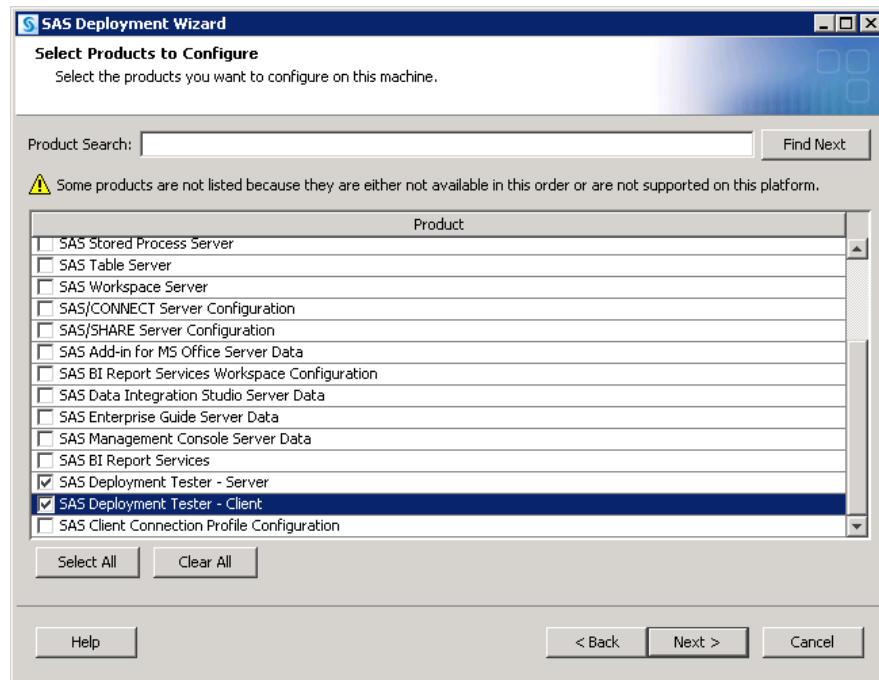 SAS Deployment Wizard
Select Products to Configure
Select the products you want to configure on this machine.
Product Search:
Find Next
Some products are not listed because they are either not available in this order or are not supported on this platform.
Product
SAS Stored Process Server
SAS Table Server
SAS Workspace Server
SAS/CONNECT Server Configuration
SAS/SHARE Server Configuration
SAS Add-in for MS Office Server Data
SAS BI Report Services Workspace Configuration
SAS Data Integration Studio Server Data
SAS Enterprise Guide Server Data
SAS Management Console Server Data
SAS BI Report Services
SAS Deployment Tester - Server
SAS Deployment Tester - Client
SAS Client Connection Profile Configuration
Select All Clear All
Help < Back Next > Cancel